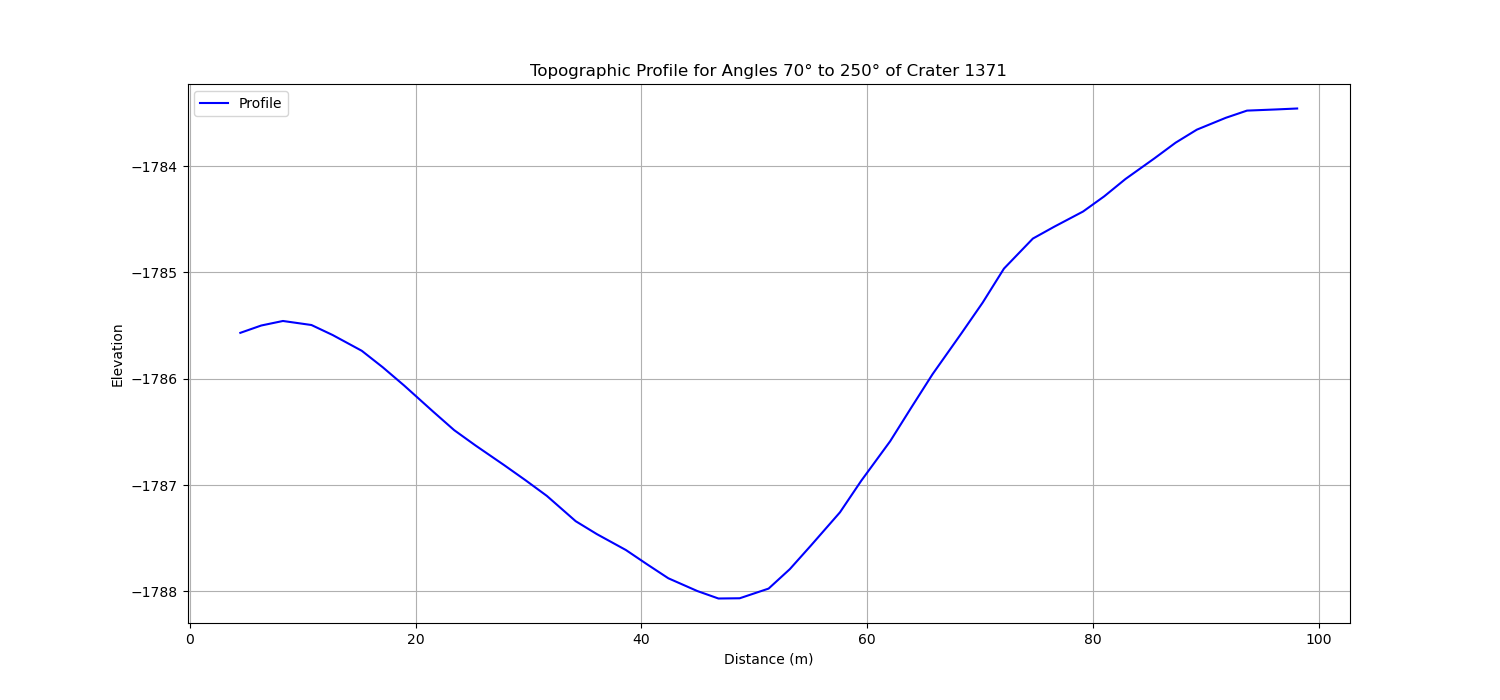 Topographic Profile for Angles 70° to 250° of Crater 1371
Profile
−1784
−1785
−1786
−1787
−1788
Elevation
0
20
40
60
80
100
Distance (m)